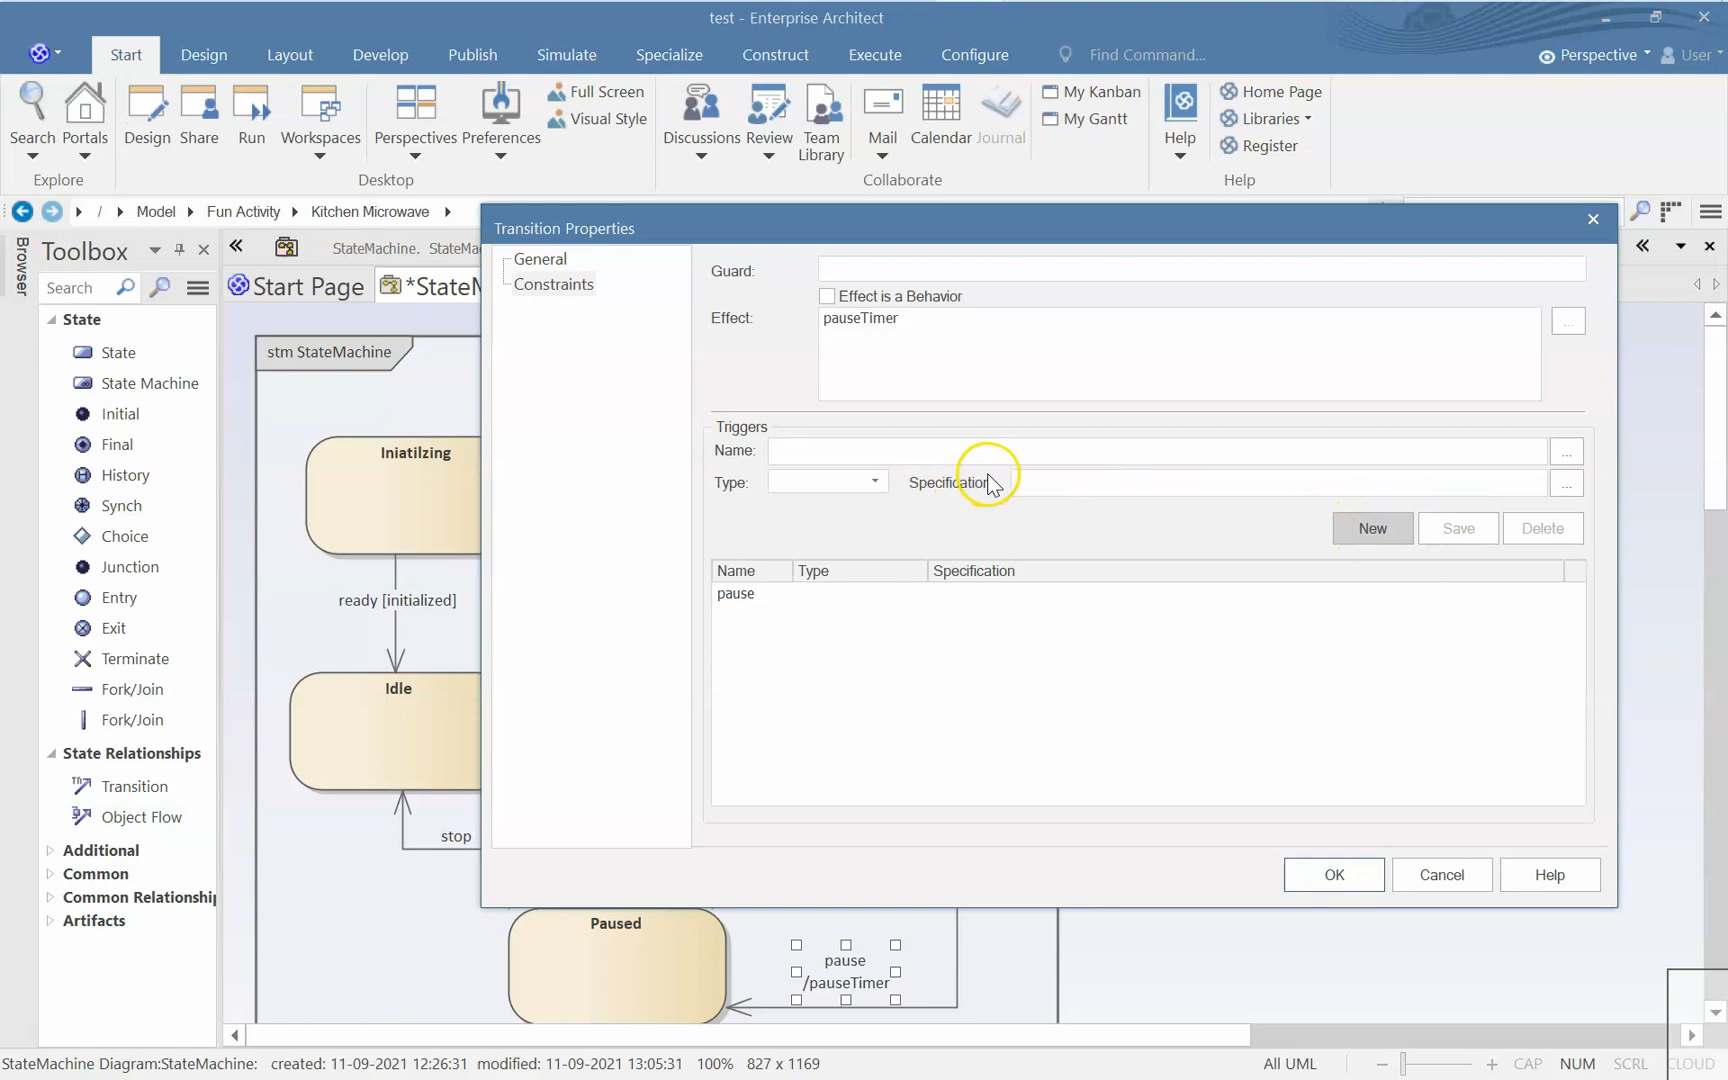 test - Enterprise Architect
Start Design Layout Develop Publish Simulate Specialize Construct Execute Configure Find Command... Perspective User
Search Portals Design Share Run Workspaces Perspectives Preferences Full Screen Visual Style Discussions Review Team Library Mail Calendar Journal My Kanban My Gantt Help Home Page Libraries Register
Explore Desktop Collaborate Help
/ Model Fun Activity Kitchen Microwave
Browser
Toolbox
Search
State
State
State Machine
Initial
Final
History
Synch
Choice
Junction
Entry
Exit
Terminate
Fork/Join
Fork/Join
State Relationships
Transition
Object Flow
Additional
Common
Common Relationship
Artifacts
StateMachine. StateMa
Start Page *StateM
stm StateMachine
Iniatilzing
ready [initialized]
Idle
stop
Paused
pause
/pauseTimer
Transition Properties
General
Constraints
Guard:
Effect is a Behavior
Effect: pauseTimer
...
Triggers
Name: ...
Type: Specification ...
New Save Delete
Name Type Specification
pause
OK Cancel Help
StateMachine Diagram:StateMachine: created: 11-09-2021 12:26:31 modified: 11-09-2021 13:05:31 100% 827 x 1169 All UML CAP NUM SCRL CLOUD